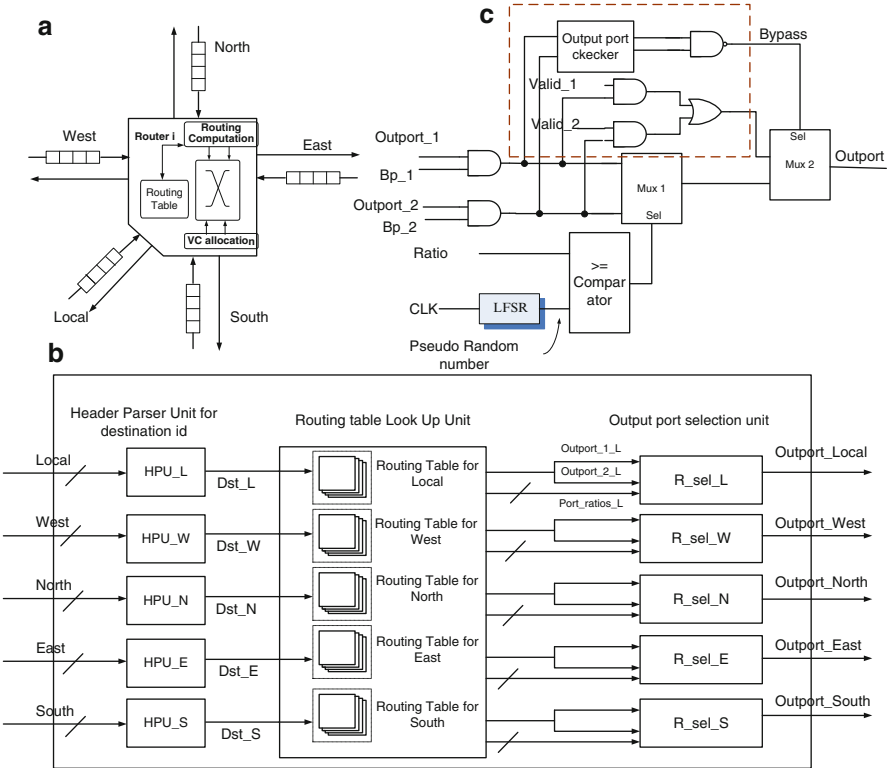 a
North
West
Router i
Routing
Computation
East
Routing
Table
VC allocation
Local
South
c
Output port
ckecker
Bypass
Valid_1
Valid_2
Outport_1
Bp_1
Outport_2
Bp_2
Mux 1
Sel
Sel
Mux 2
Outport
Ratio
>=
Compar
ator
CLK
LFSR
Pseudo Random
number
b
Header Parser Unit for
destination id
Routing table Look Up Unit
Output port selection unit
Local
HPU_L
Dst_L
Routing Table for
Local
Outport_1_L
Outport_2_L
Port_ratios_L
R_sel_L
Outport_Local
West
HPU_W
Dst_W
Routing Table for
West
R_sel_W
Outport_West
North
HPU_N
Dst_N
Routing Table for
North
R_sel_N
Outport_North
East
HPU_E
Dst_E
Routing Table for
East
R_sel_E
Outport_East
South
HPU_S
Dst_S
Routing Table for
South
R_sel_S
Outport_South